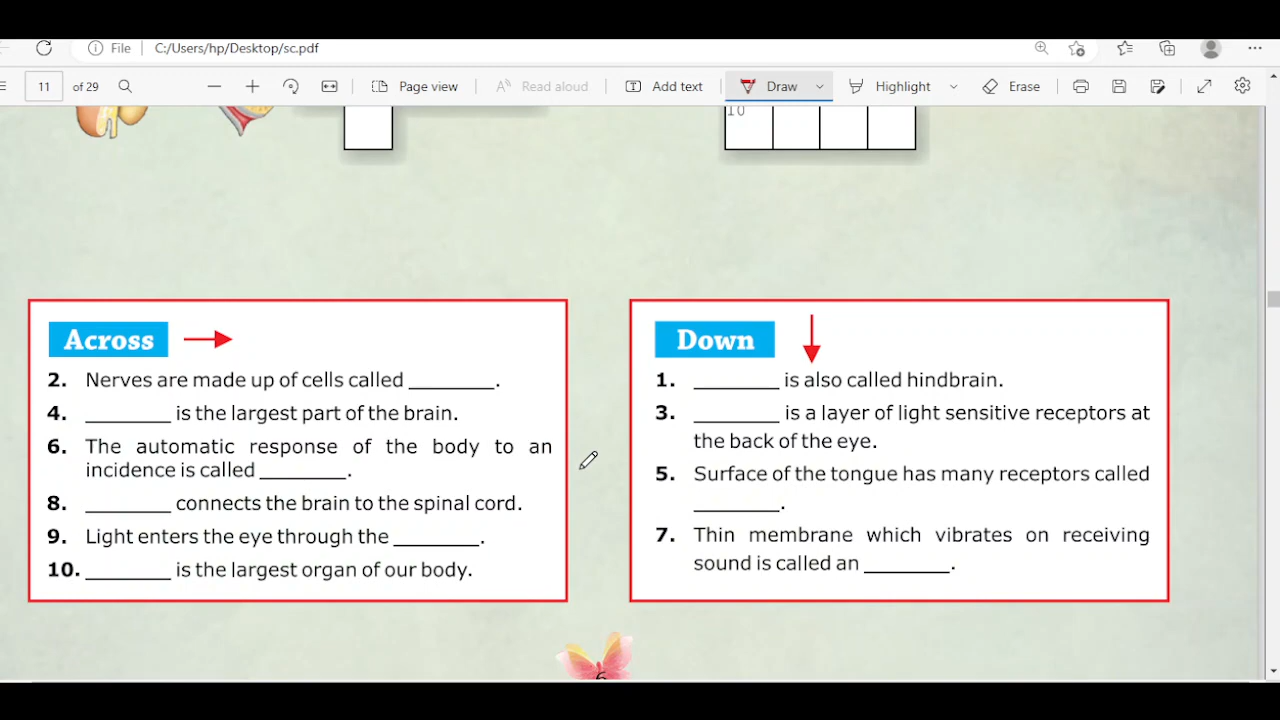 File C:/Users/hp/Desktop/sc.pdf
11 of 29 Page view Read aloud Add text Draw Highlight Erase
10
Across
2. Nerves are made up of cells called ________.
4. ________ is the largest part of the brain.
6. The automatic response of the body to an
incidence is called ________.
8. ________ connects the brain to the spinal cord.
9. Light enters the eye through the ________.
10. ________ is the largest organ of our body.
Down
1. ________ is also called hindbrain.
3. ________ is a layer of light sensitive receptors at
the back of the eye.
5. Surface of the tongue has many receptors called
________.
7. Thin membrane which vibrates on receiving
sound is called an ________.